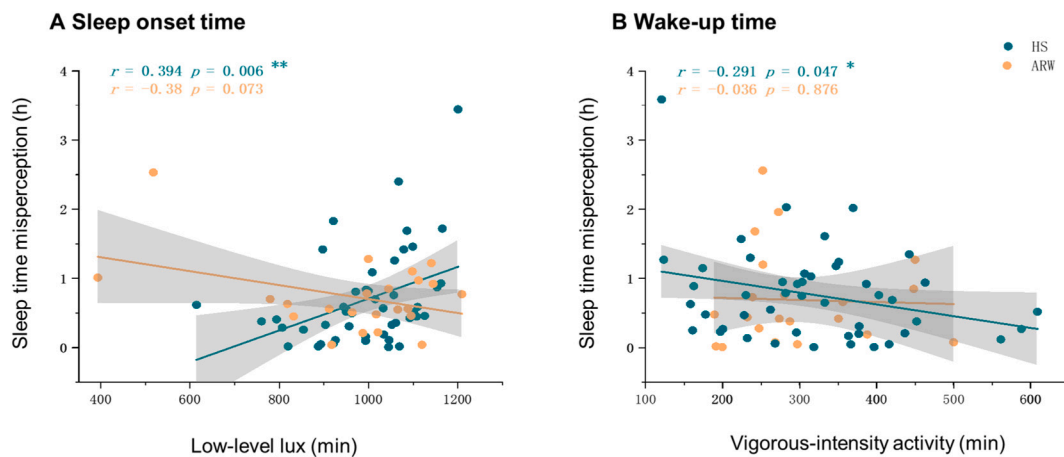 A Sleep onset time
r = 0.394 p = 0.006 **
r = -0.38 p = 0.073
4
3
2
1
0
Sleep time misperception (h)
400 600 800 1000 1200
Low-level lux (min)
B Wake-up time
HS
ARW
r = -0.291 p = 0.047 *
r = -0.036 p = 0.876
4
3
2
1
0
Sleep time misperception (h)
100 200 300 400 500 600
Vigorous-intensity activity (min)